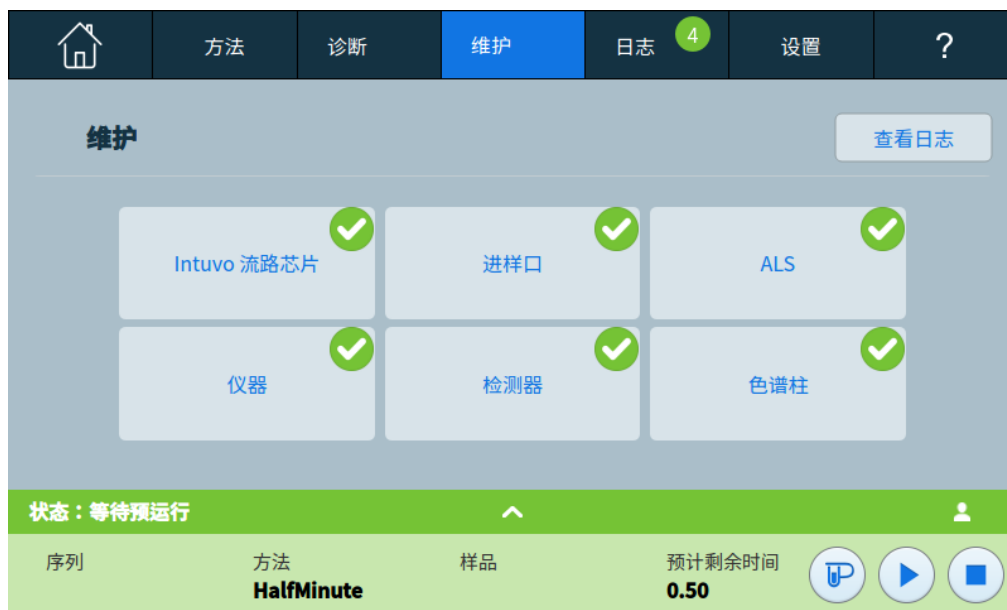 方法 诊断 维护 日志 4 设置 ?
维护 查看日志
Intuvo 流路芯片 进样口 ALS
仪器 检测器 色谱柱
状态：等待预运行
序列 方法 样品 预计剩余时间
HalfMinute 0.50